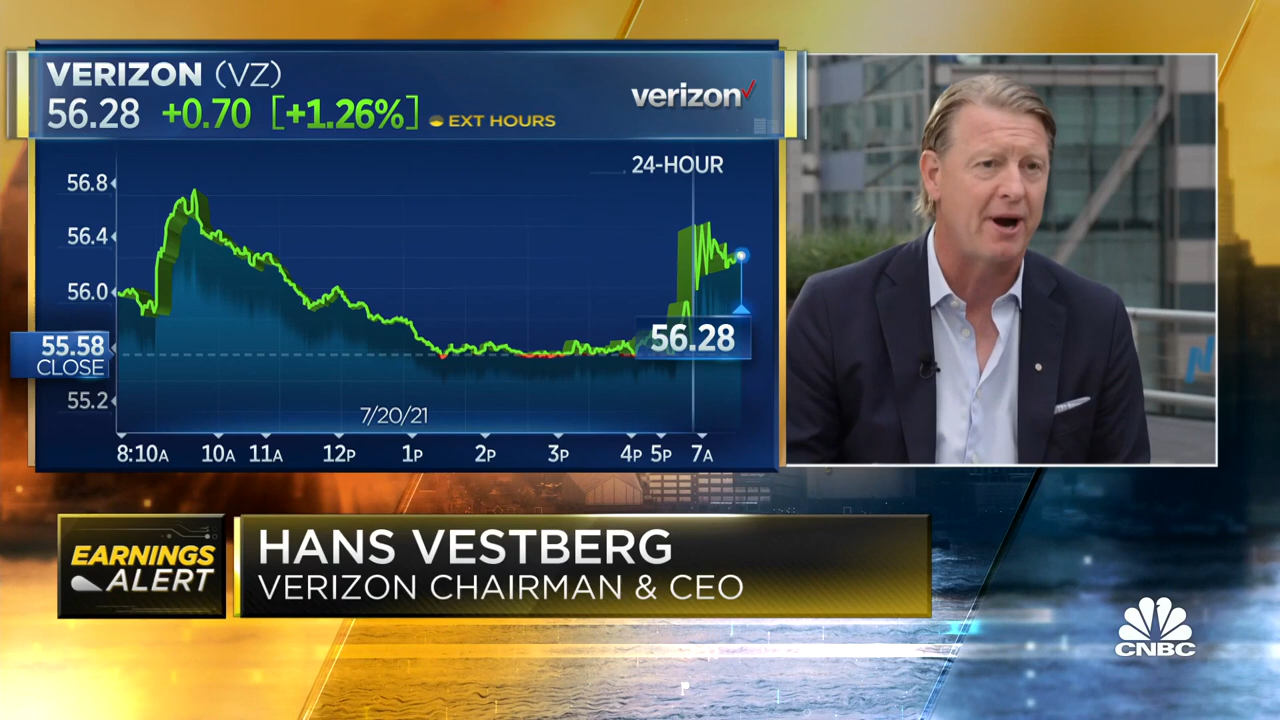 VERIZON (VZ)
56.28 +0.70 [+1.26%] EXT HOURS
verizon
24-HOUR
56.8
56.4
56.0
55.58
CLOSE
55.2
56.28
7/20/21
8:10A 10A 11A 12P 1P 2P 3P 4P 5P 7A
EARNINGS
ALERT
HANS VESTBERG
VERIZON CHAIRMAN & CEO
CNBC